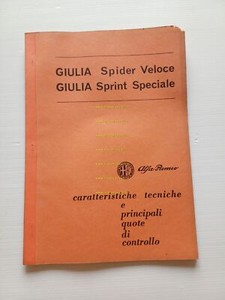 GIULIA Spider Veloce
GIULIA Sprint Speciale
Alfa Romeo
caratteristiche tecniche
e
principali
quote
di
controllo